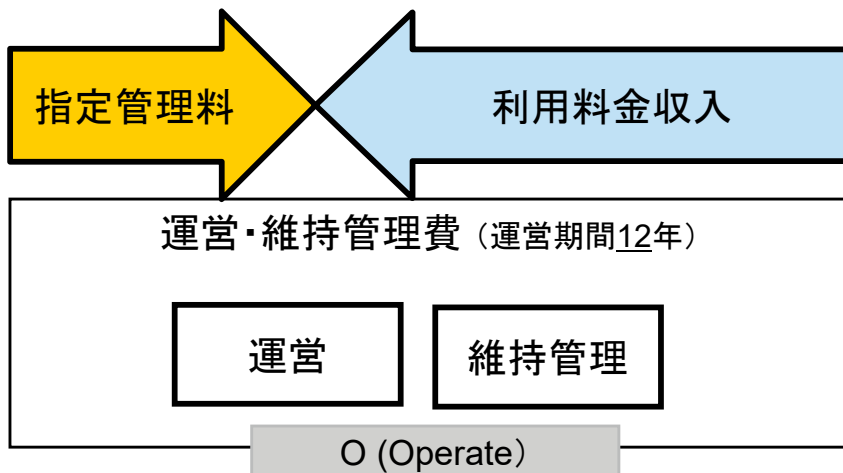 指定管理料
利用料金収入
運営・維持管理費（運営期間12年）
運営
維持管理
O (Operate）